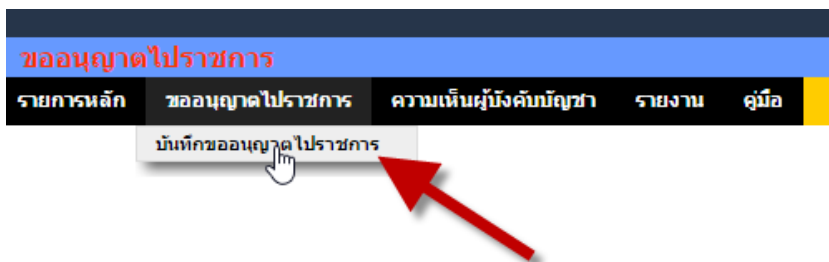 ขออนุญาตไปราชการ
รายการหลัก ขออนุญาตไปราชการ ความเห็นผู้บังคับบัญชา รายงาน คู่มือ
บันทึกขออนุญาตไปราชการ